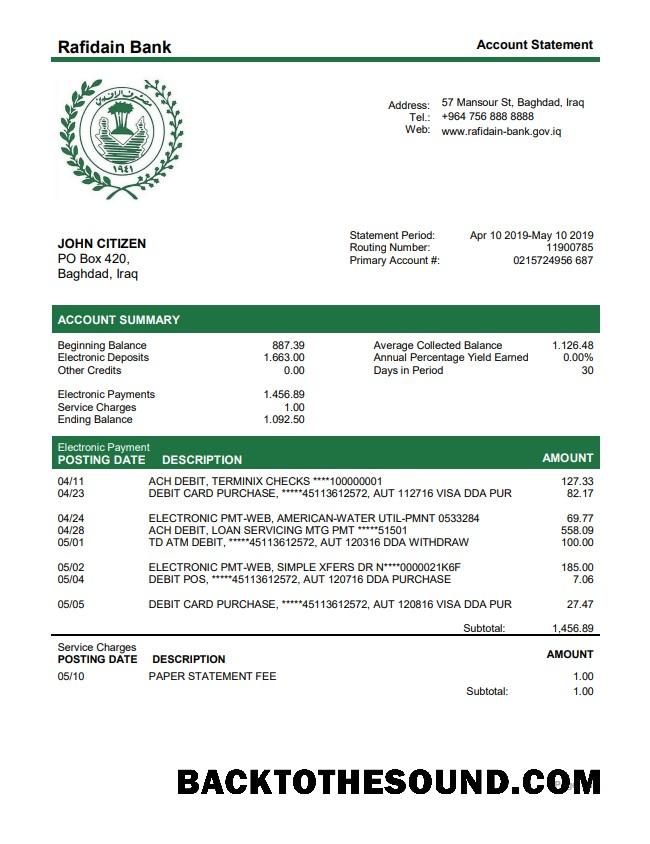 Rafidain Bank
Account Statement
مصرف الرافدين
١٩٤١
Address: 57 Mansour St, Baghdad, Iraq
Tel.: +964 756 888 8888
Web: www.rafidain-bank.gov.iq
JOHN CITIZEN
PO Box 420,
Baghdad, Iraq
Statement Period: Apr 10 2019-May 10 2019
Routing Number: 11900785
Primary Account #: 0215724956 687
ACCOUNT SUMMARY
Beginning Balance 887.39
Electronic Deposits 1.663.00
Other Credits 0.00
Electronic Payments 1.456.89
Service Charges 1.00
Ending Balance 1.092.50
Average Collected Balance 1.126.48
Annual Percentage Yield Earned 0.00%
Days in Period 30
Electronic Payment
POSTING DATE DESCRIPTION AMOUNT
04/11 ACH DEBIT, TERMINIX CHECKS ****100000001 127.33
04/23 DEBIT CARD PURCHASE, *****45113612572, AUT 112716 VISA DDA PUR 82.17
04/24 ELECTRONIC PMT-WEB, AMERICAN-WATER UTIL-PMNT 0533284 69.77
04/28 ACH DEBIT, LOAN SERVICING MTG PMT *****51501 558.09
05/01 TD ATM DEBIT, *****45113612572, AUT 120316 DDA WITHDRAW 100.00
05/02 ELECTRONIC PMT-WEB, SIMPLE XFERS DR N****0000021K6F 185.00
05/04 DEBIT POS, *****45113612572, AUT 120716 DDA PURCHASE 7.06
05/05 DEBIT CARD PURCHASE, *****45113612572, AUT 120816 VISA DDA PUR 27.47
Subtotal: 1,456.89
Service Charges
POSTING DATE DESCRIPTION AMOUNT
05/10 PAPER STATEMENT FEE 1.00
Subtotal: 1.00
BACKTOTHESOUND.COM